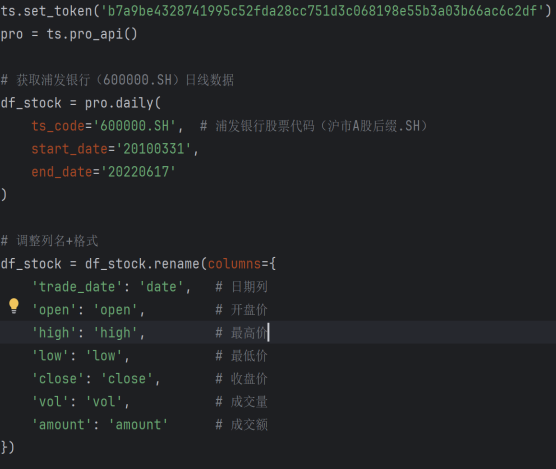 ts.set_token('b7a9be4328741995c52fda28cc751d3c068198e55b3a03b66ac6c2df')
pro = ts.pro_api()
# 获取浦发银行（600000.SH）日线数据
df_stock = pro.daily(
    ts_code='600000.SH',  # 浦发银行股票代码（沪市A股后缀.SH）
    start_date='20100331',
    end_date='20220617'
)
# 调整列名+格式
df_stock = df_stock.rename(columns={
    'trade_date': 'date',   # 日期列
    'open': 'open',         # 开盘价
    'high': 'high',         # 最高价
    'low': 'low',           # 最低价
    'close': 'close',       # 收盘价
    'vol': 'vol',           # 成交量
    'amount': 'amount'      # 成交额
})